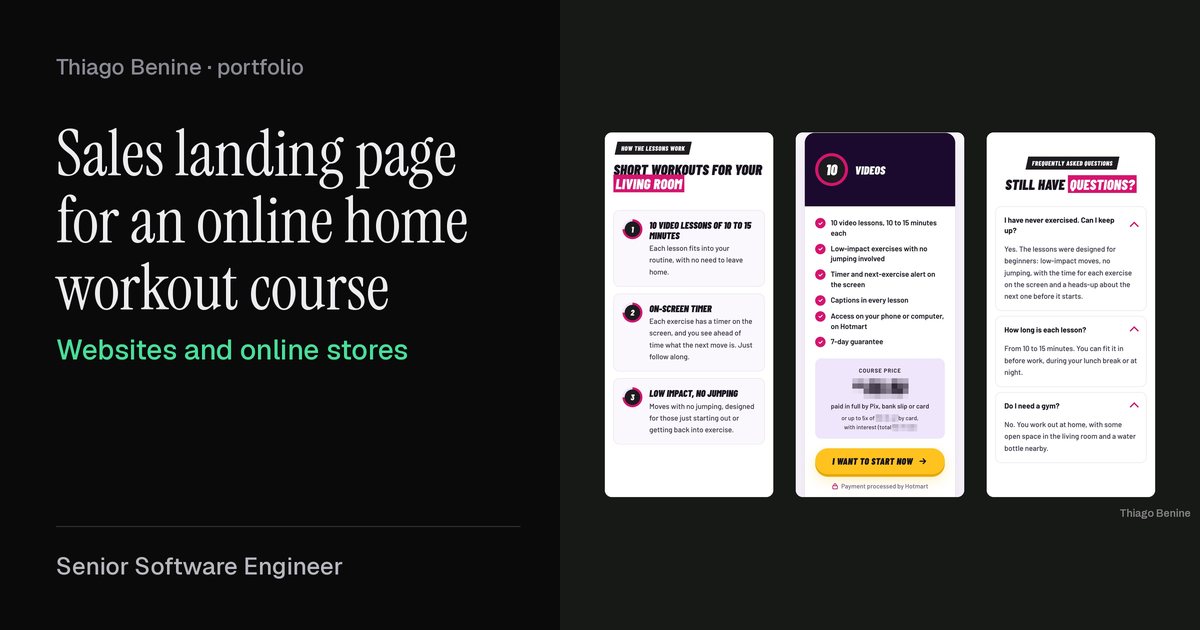 Thiago Benine · portfolio
Sales landing page
for an online home
workout course
Websites and online stores
Senior Software Engineer
HOW THE LESSONS WORK
SHORT WORKOUTS FOR YOUR
LIVING ROOM
1
10 VIDEO LESSONS OF 10 TO 15
MINUTES
Each lesson fits into your
routine, with no need to leave
home.
2
ON-SCREEN TIMER
Each exercise has a timer on the
screen, and you see ahead of
time what the next move is. Just
follow along.
3
LOW IMPACT, NO JUMPING
Moves with no jumping, designed
for those just starting out or
getting back into exercise.
10 VIDEOS
10 video lessons, 10 to 15 minutes
each
Low-impact exercises with no
jumping involved
Timer and next-exercise alert on
the screen
Captions in every lesson
Access on your phone or computer,
on Hotmart
7-day guarantee
COURSE PRICE
paid in full by Pix, bank slip or card
or up to 5x of by card,
with interest (total
I WANT TO START NOW →
Payment processed by Hotmart
FREQUENTLY ASKED QUESTIONS
STILL HAVE QUESTIONS?
I have never exercised. Can I keep
up?
Yes. The lessons were designed for
beginners: low-impact moves, no
jumping, with the time for each exercise
on the screen and a heads-up about the
next one before it starts.
How long is each lesson?
From 10 to 15 minutes. You can fit it in
before work, during your lunch break or at
night.
Do I need a gym?
No. You work out at home, with some
open space in the living room and a water
bottle nearby.
Thiago Benine